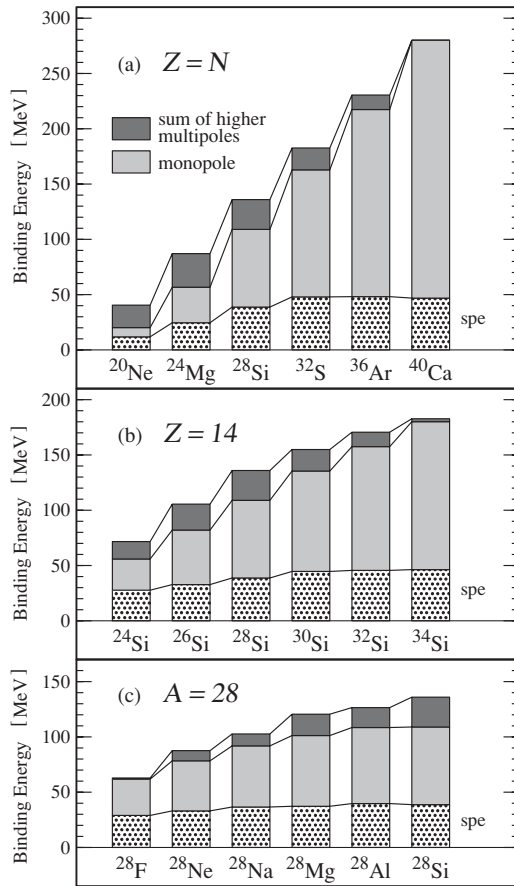 300
(a) Z = N
250
sum of higher
multipoles
200
monopole
150
100
50
spe
0
Binding Energy [MeV]
20Ne 24Mg 28Si 32S 36Ar 40Ca
200
(b) Z = 14
150
100
50
spe
0
Binding Energy [MeV]
24Si 26Si 28Si 30Si 32Si 34Si
(c) A = 28
150
100
50
spe
0
Binding Energy [MeV]
28F 28Ne 28Na 28Mg 28Al 28Si